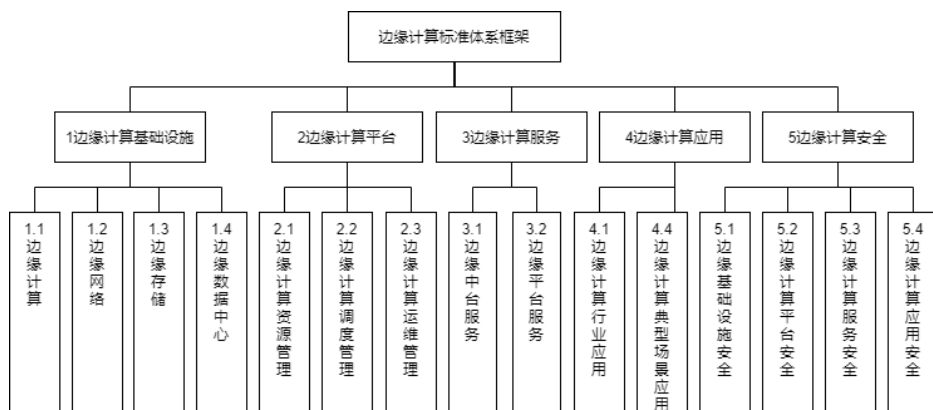 边缘计算标准体系框架
1边缘计算基础设施
2边缘计算平台
3边缘计算服务
4边缘计算应用
5边缘计算安全
1.1边缘计算
1.2边缘网络
1.3边缘存储
1.4边缘数据中心
2.1边缘计算资源管理
2.2边缘计算调度管理
2.3边缘计算运维管理
3.1边缘中台服务
3.2边缘平台服务
4.1边缘计算行业应用
4.4边缘计算典型场景应用
5.1边缘基础设施安全
5.2边缘计算平台安全
5.3边缘计算服务安全
5.4边缘计算应用安全